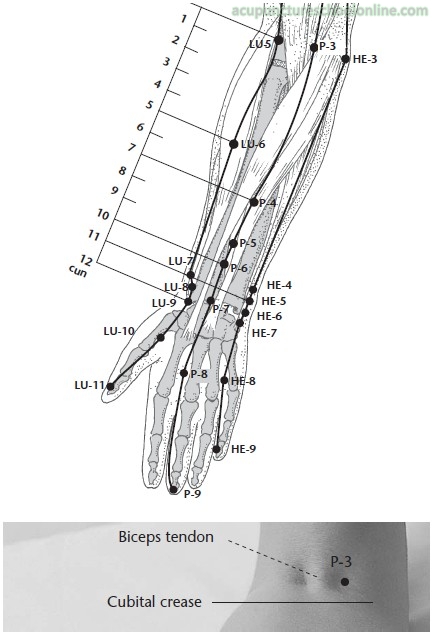 acupunctureschoolonline.com
1
2
3
4
5
6
7
8
9
10
11
12
cun
LU-5
P-3
HE-3
LU-6
P-4
P-5
LU-7
P-6
LU-8
HE-4
LU-9
P-7
HE-5
HE-6
LU-10
HE-7
P-8
HE-8
LU-11
HE-9
P-9
Biceps tendon
P-3
Cubital crease